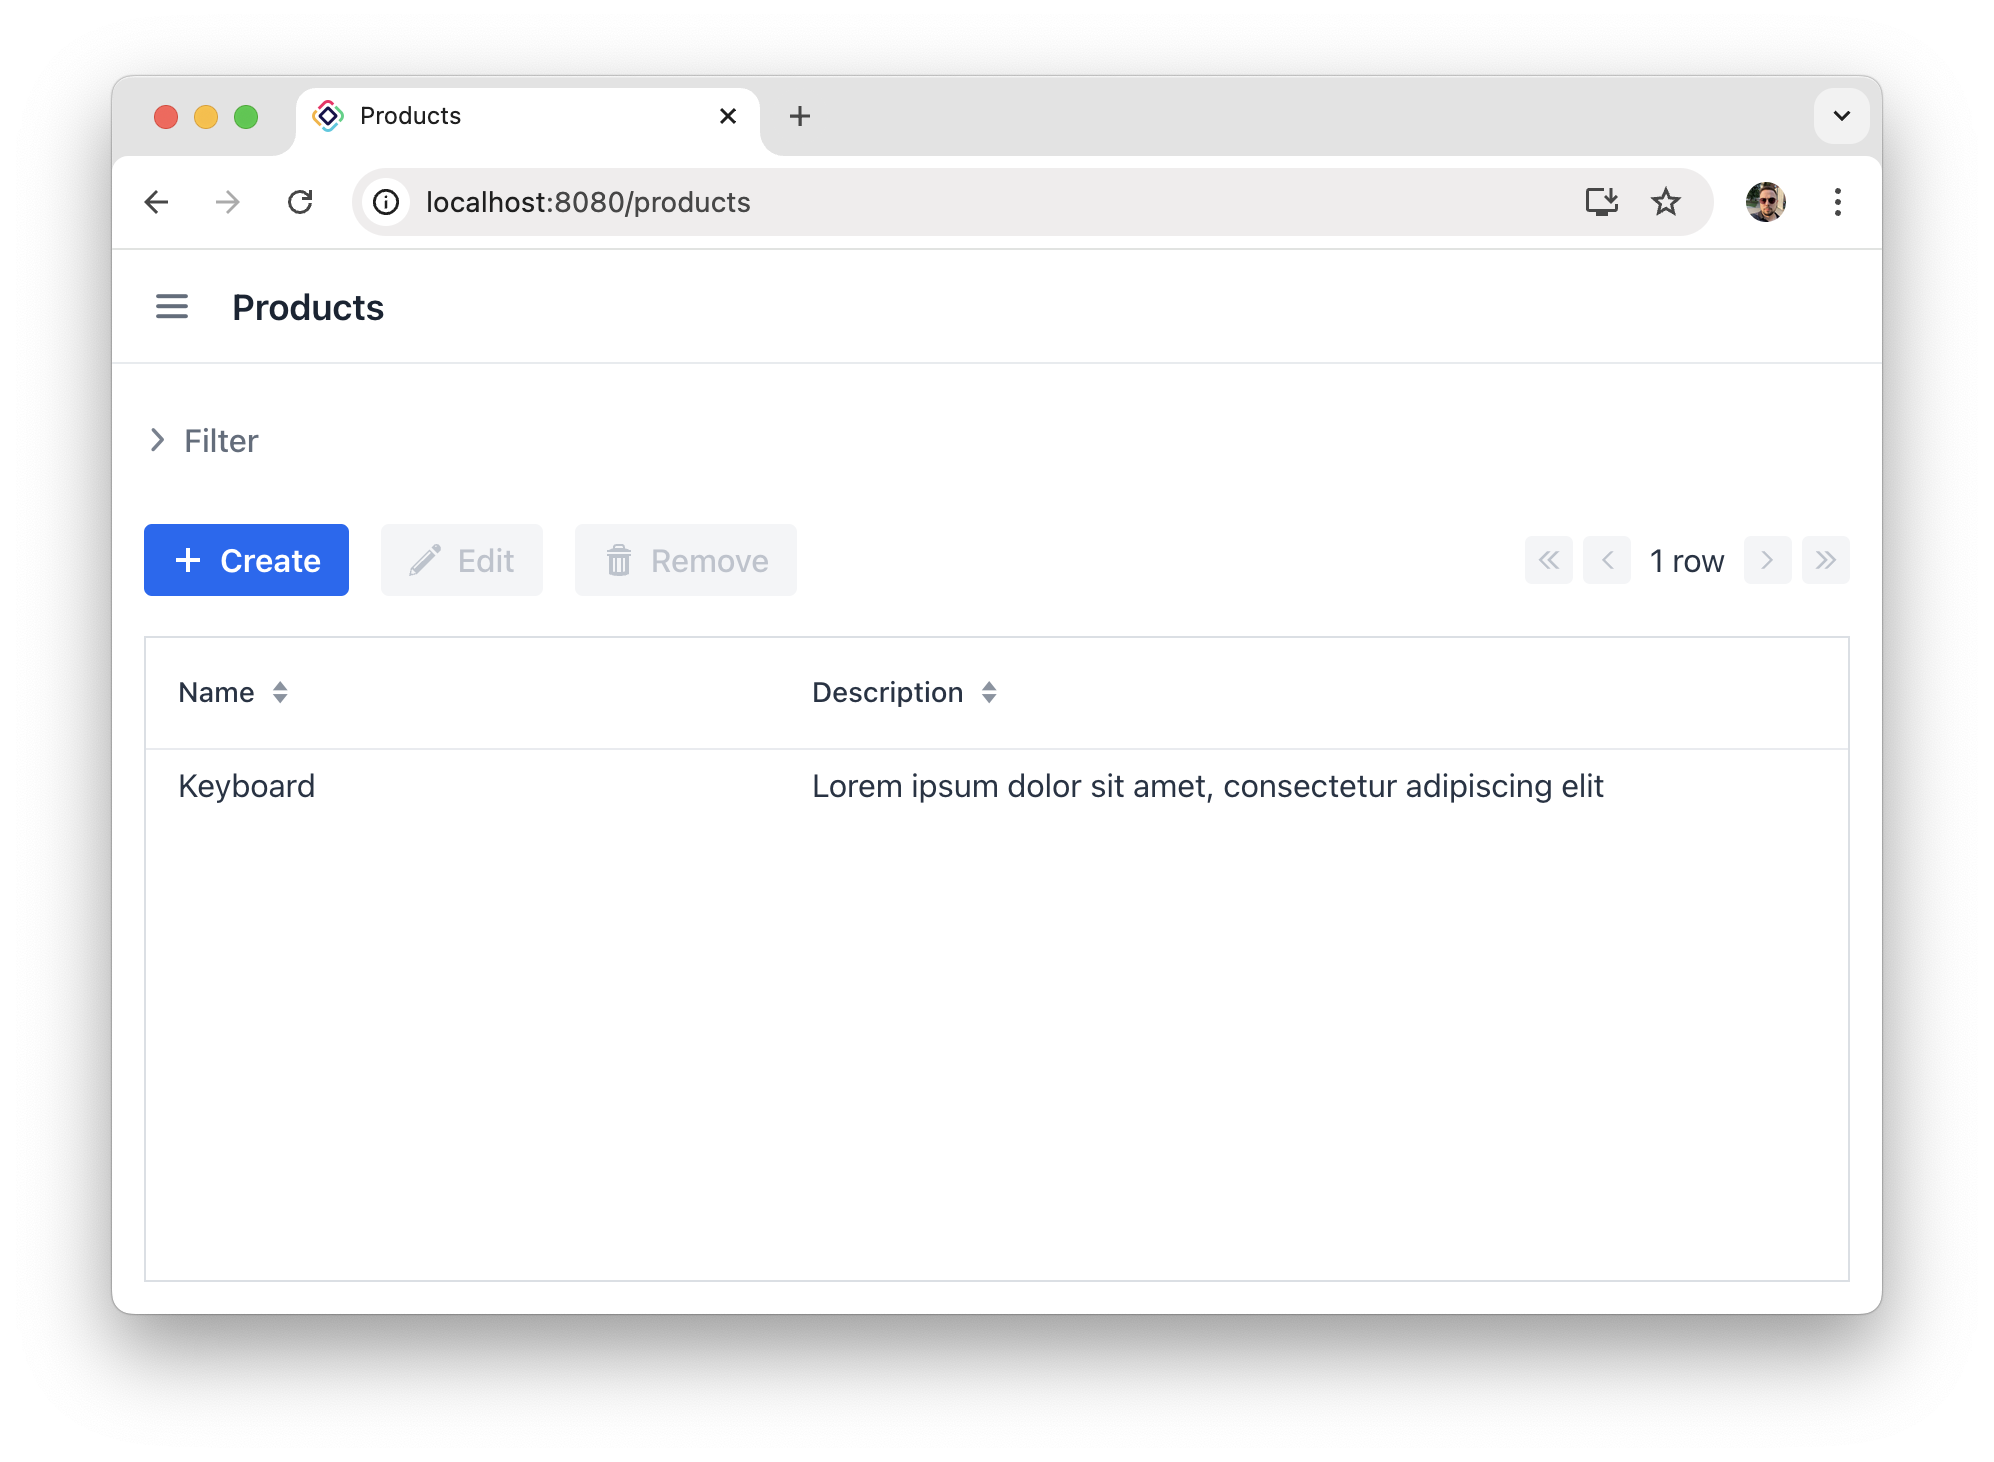 Products
localhost:8080/products
Products
Filter
Create Edit Remove 1 row
Name Description
Keyboard Lorem ipsum dolor sit amet, consectetur adipiscing elit